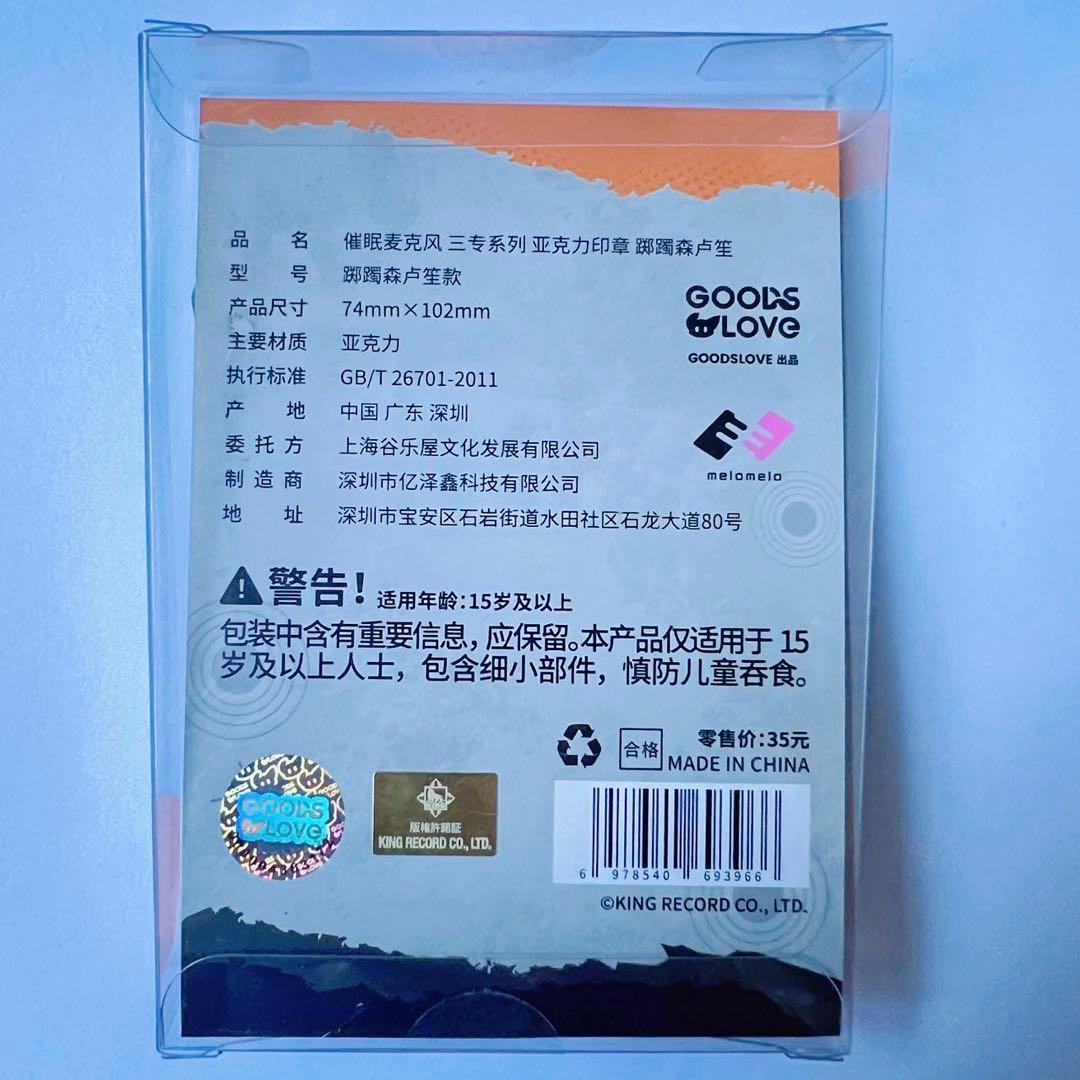 品 名 催眠麦克风 三专系列 亚克力印章 踯躅森卢笙
型 号 踯躅森卢笙款
产品尺寸 74mm×102mm
主要材质 亚克力
执行标准 GB/T 26701-2011
产 地 中国 广东 深圳
委托方 上海谷乐屋文化发展有限公司
制造商 深圳市亿泽鑫科技有限公司
地 址 深圳市宝安区石岩街道水田社区石龙大道80号
GOODS
LOVE
GOODSLOVE 出品
melomelo
警告! 适用年龄:15岁及以上
包装中含有重要信息,应保留。本产品仅适用于 15
岁及以上人士,包含细小部件,慎防儿童吞食。
合格
零售价:35元
MADE IN CHINA
GOODS
LOVE
版権許諾証
KING RECORD CO., LTD.
6 978540 693966
©KING RECORD CO., LTD.